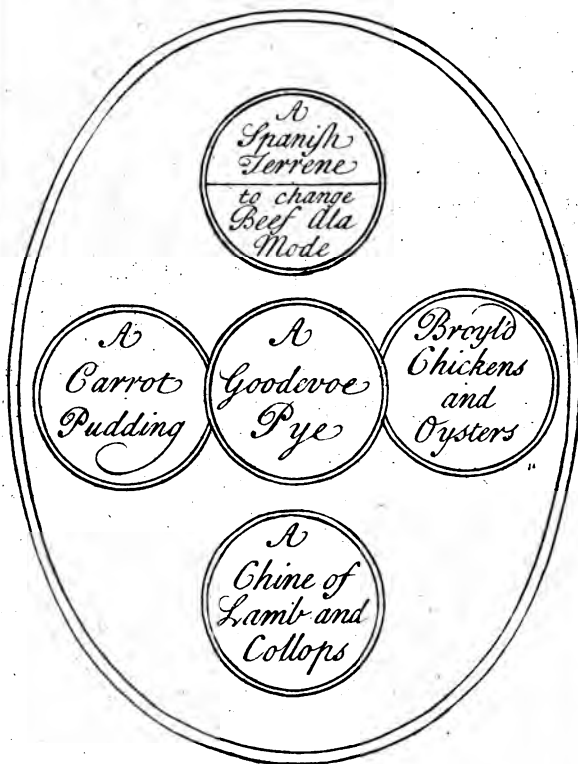 A
Spanish
Terrene
to change
Beef Ala
Mode
A
Carrot
Pudding
A
Goodevoe
Pye
Broyl'd
Chickens
and
Oysters
A
Chine of
Lamb and
Collops